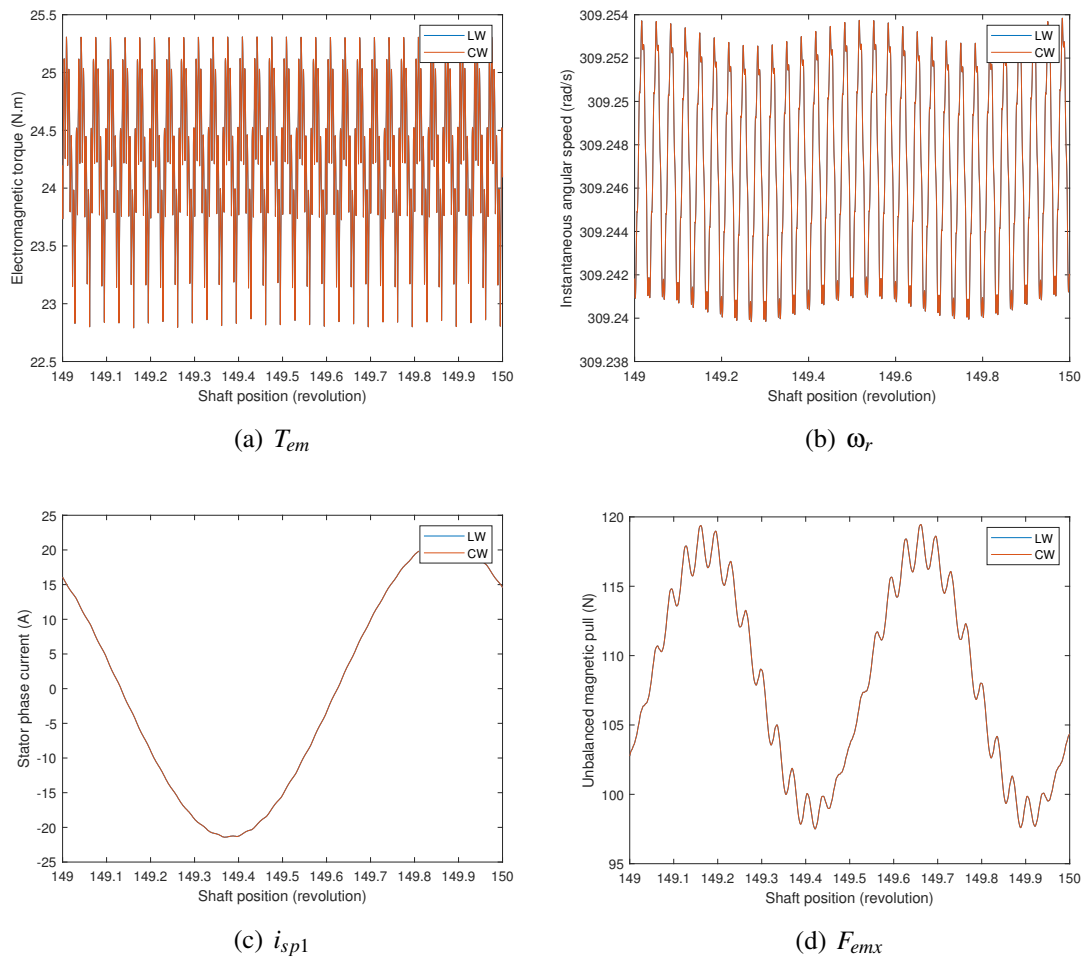 25.5
25
24.5
24
23.5
23
22.5
Electromagnetic torque (N.m)
LW
CW
149 149.1 149.2 149.3 149.4 149.5 149.6 149.7 149.8 149.9 150
Shaft position (revolution)
(a) Tem
309.254
309.252
309.25
309.248
309.246
309.244
309.242
309.24
309.238
Instantaneous angular speed (rad/s)
LW
CW
149 149.2 149.4 149.6 149.8 150
Shaft position (revolution)
(b) ωr
25
20
15
10
5
0
-5
-10
-15
-20
-25
Stator phase current (A)
LW
CW
149 149.1 149.2 149.3 149.4 149.5 149.6 149.7 149.8 149.9 150
Shaft position (revolution)
(c) isp1
120
115
110
105
100
95
Unbalanced magnetic pull (N)
LW
CW
149 149.1 149.2 149.3 149.4 149.5 149.6 149.7 149.8 149.9 150
Shaft position (revolution)
(d) Femx